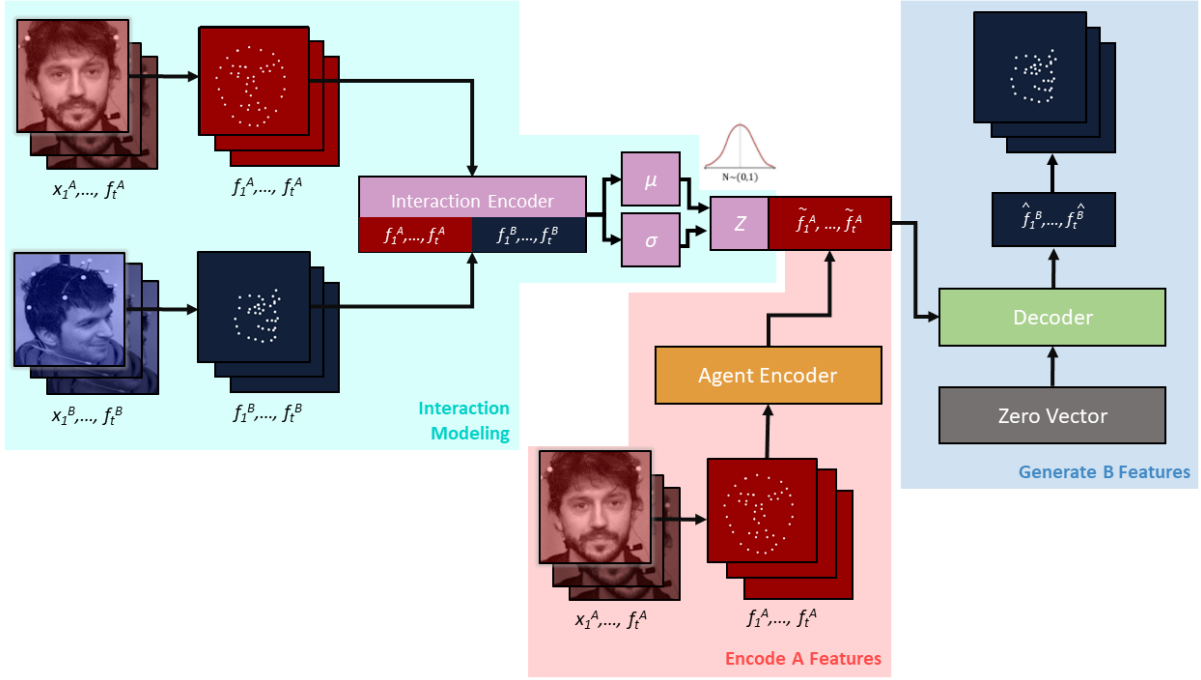 x₁ᴬ,..., fₜᴬ
f₁ᴬ,..., fₜᴬ
N~(0,1)
Interaction Encoder
f₁ᴬ,..., fₜᴬ
f₁ᴮ,..., fₜᴮ
μ
σ
Z
f̃₁ᴬ, ..., f̃ₜᴬ
x₁ᴮ,..., fₜᴮ
f₁ᴮ,..., fₜᴮ
Interaction
Modeling
Agent Encoder
x₁ᴬ,..., fₜᴬ
f₁ᴬ,..., fₜᴬ
Encode A Features
f̂₁ᴮ,..., fₜᴮ̂
Decoder
Zero Vector
Generate B Features